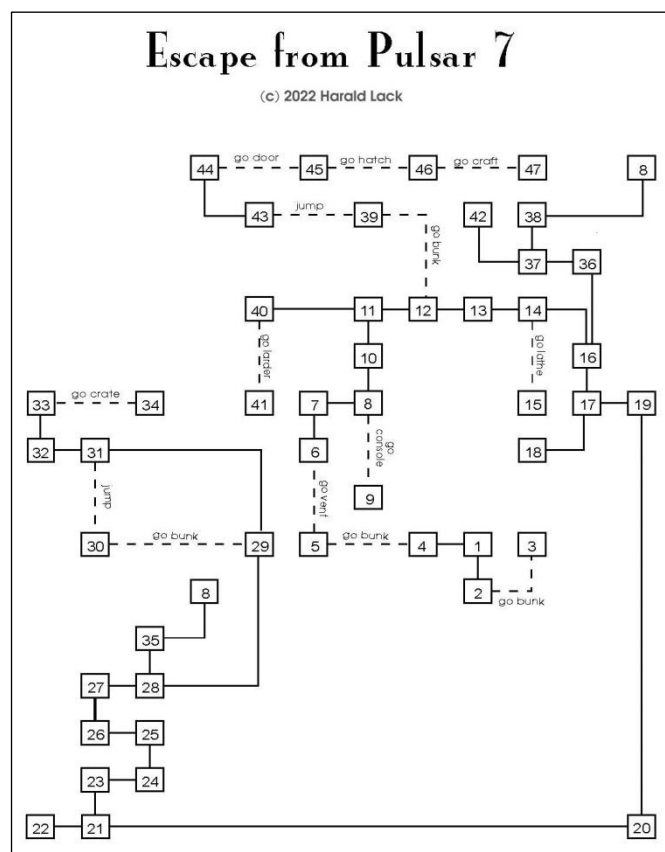 Escape from Pulsar 7
(c) 2022 Harald Lack
44 go door 45 go hatch 46 go craft 47 8
43 jump 39 42 38
go bunk 37 36
40 11 12 13 14
go larder 10 go lathe 16
33 go crate 34 41 7 8 15 17 19
32 31 6 go console 18
jump go vent 9
30 go bunk 29 5 go bunk 4 1 3
8 2 go bunk
35
27 28
26 25
23 24
22 21 20